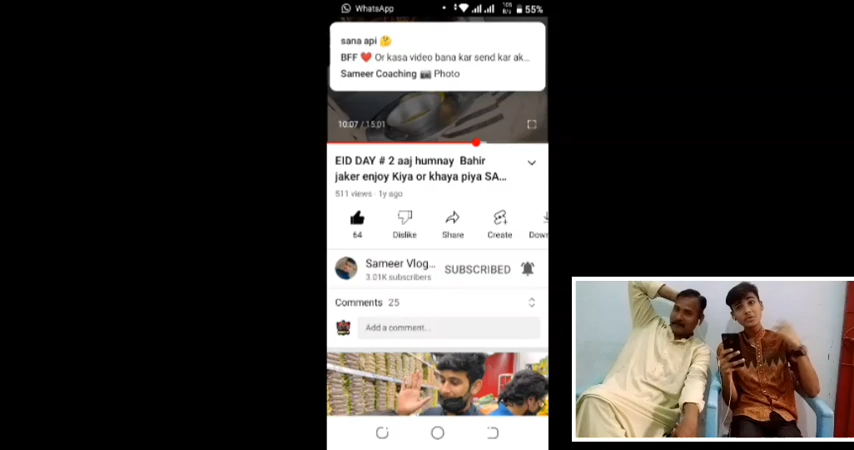 WhatsApp
105 B/s 55%
sana api 🤔
BFF ❤️ Or kasa video bana kar send kar ak...
Sameer Coaching 📷 Photo
10:07 / 15:01
EID DAY # 2 aaj humnay Bahir
jaker enjoy Kiya or khaya piya SA...
511 views · 1y ago
64 Dislike Share Create Down
Sameer Vlog... SUBSCRIBED
3.01K subscribers
Comments 25
Add a comment...